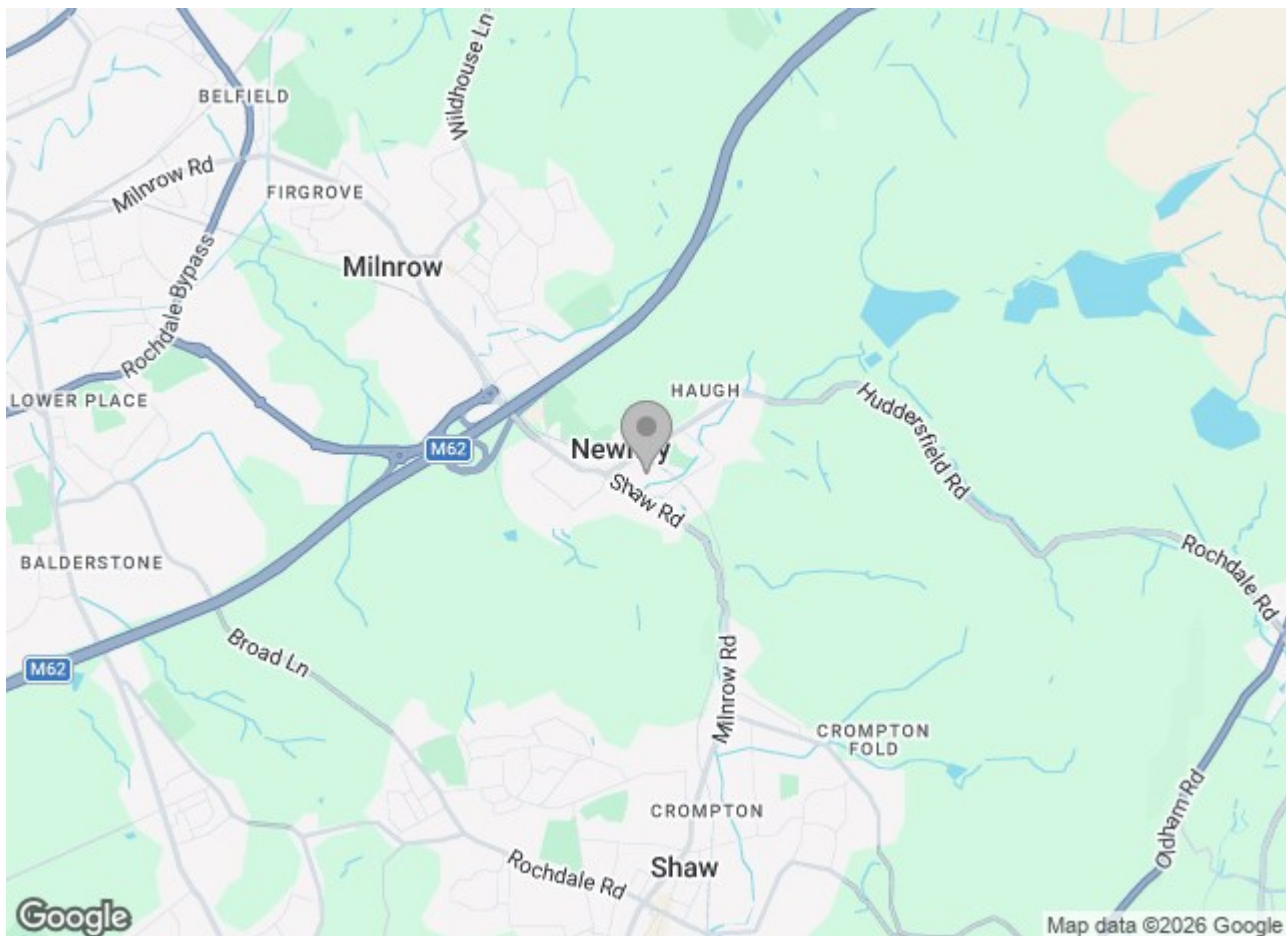 Wildhouse Ln
BELFIELD
Milnrow Rd
FIRGROVE
Milnrow
Rochdale Bypass
HAUGH
LOWER PLACE
Huddersfield Rd
M62
Shaw Rd
Rochdale Rd
BALDERSTONE
Broad Ln
M62
Milnrow Rd
CROMPTON
FOLD
CROMPTON
Oldham Rd
Shaw
Rochdale Rd
Google
Map data ©2026 Google